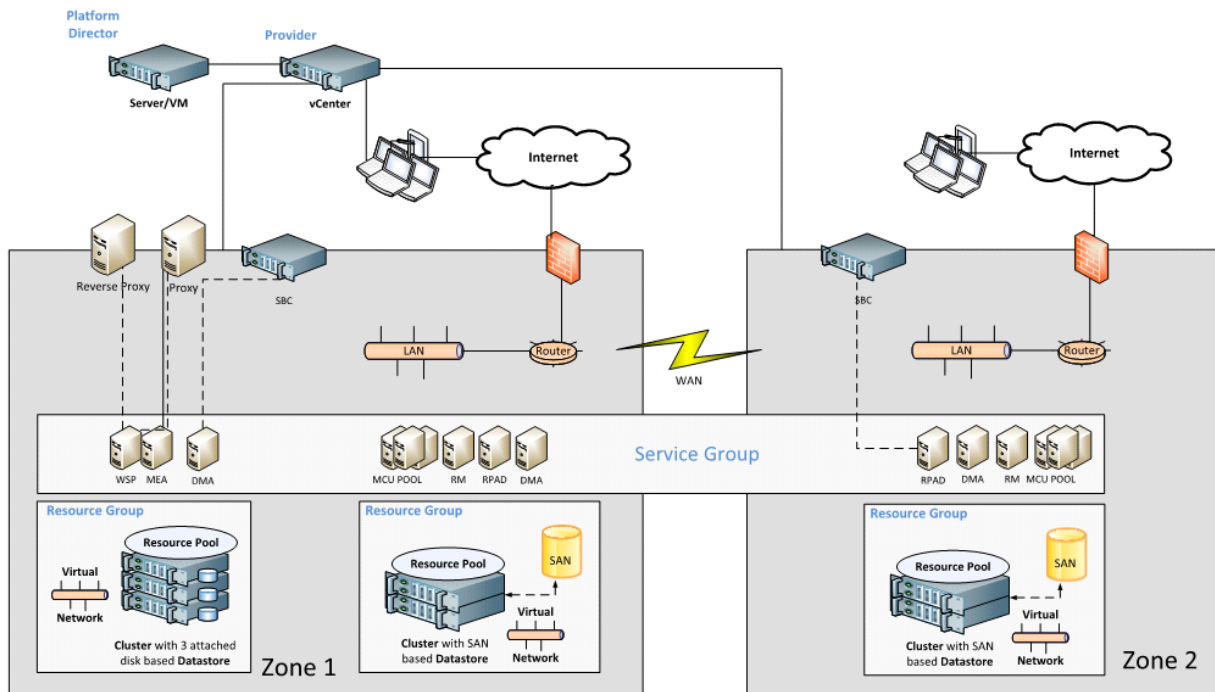 Platform
Director
Provider
Server/VM
vCenter
Internet
Internet
Reverse Proxy
Proxy
SBC
SBC
LAN
Router
WAN
LAN
Router
Service Group
WSP
MEA
DMA
MCU POOL
RM
RPAD
DMA
RPAD
DMA
RM
MCU POOL
Resource Group
Resource Pool
Virtual
Network
Cluster with 3 attached
disk based Datastore
Zone 1
Resource Group
Resource Pool
SAN
Virtual
Network
Cluster with SAN
based Datastore
Resource Group
Resource Pool
SAN
Virtual
Network
Cluster with SAN
based Datastore
Zone 2